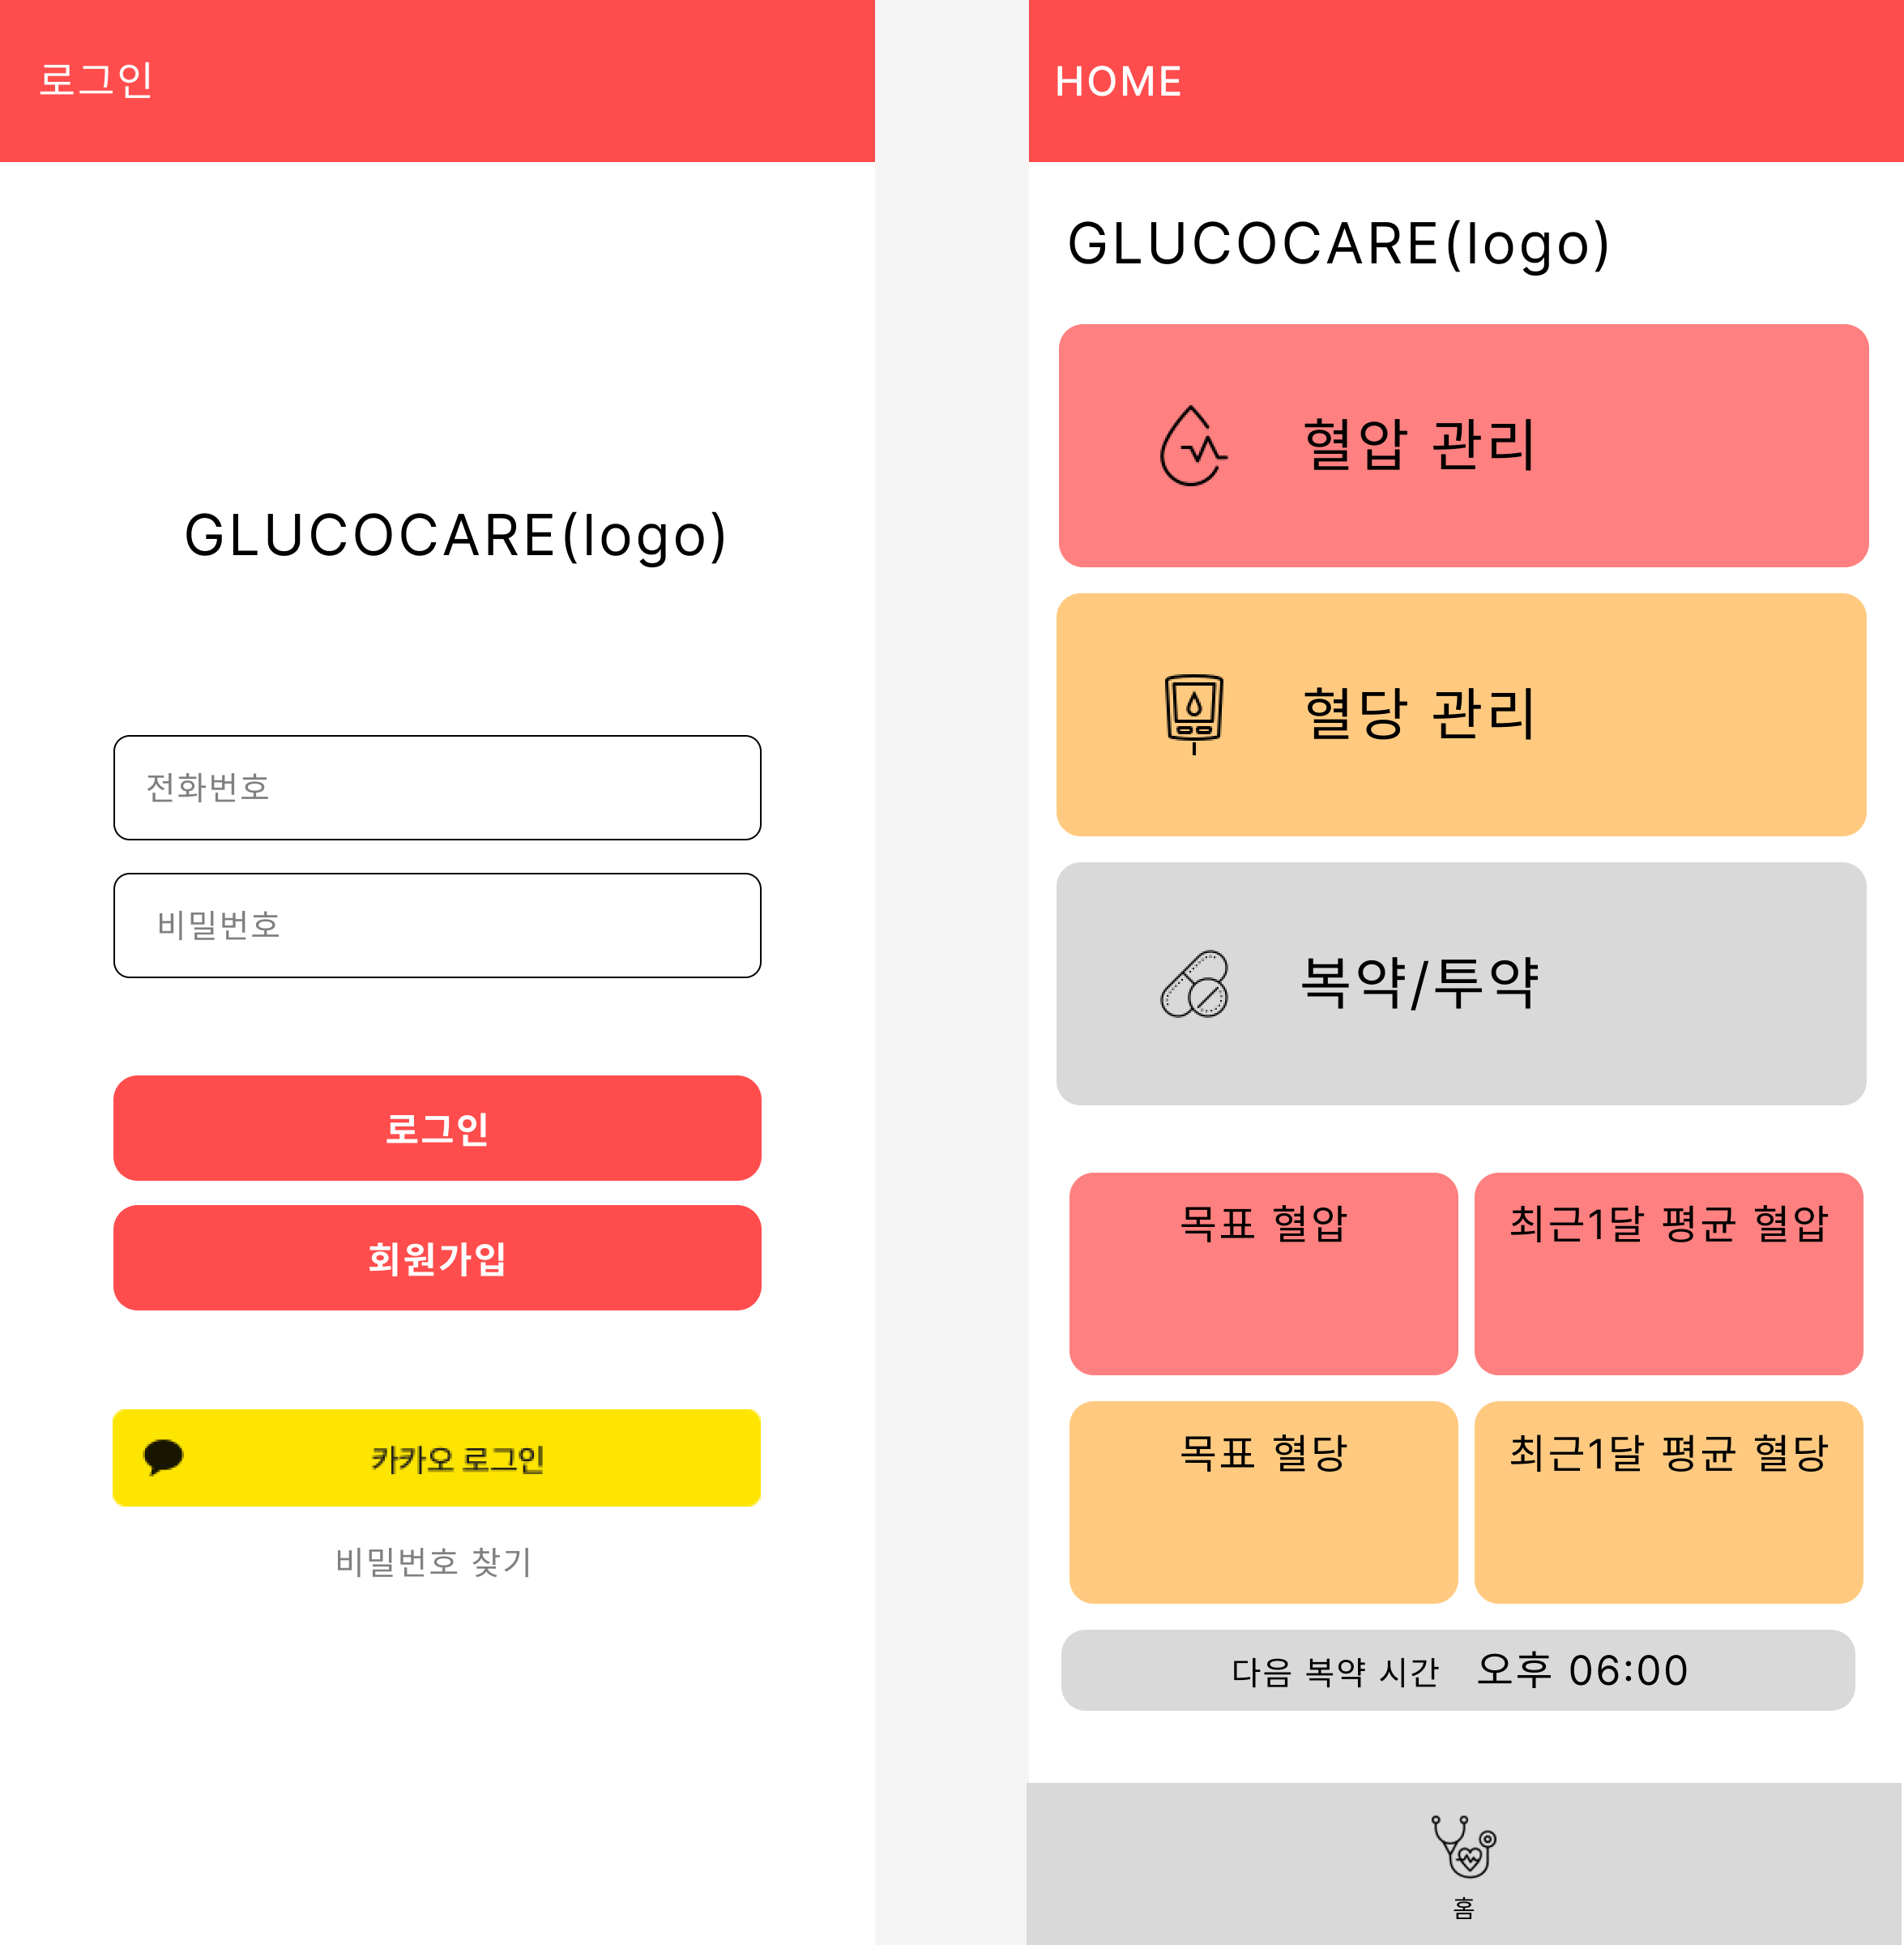 로그인
GLUCOCARE(logo)
전화번호
비밀번호
로그인
회원가입
카카오 로그인
비밀번호 찾기
HOME
GLUCOCARE(logo)
혈압 관리
혈당 관리
복약/투약
목표 혈압
최근1달 평균 혈압
목표 혈당
최근1달 평균 혈당
다음 복약 시간 오후 06:00
홈